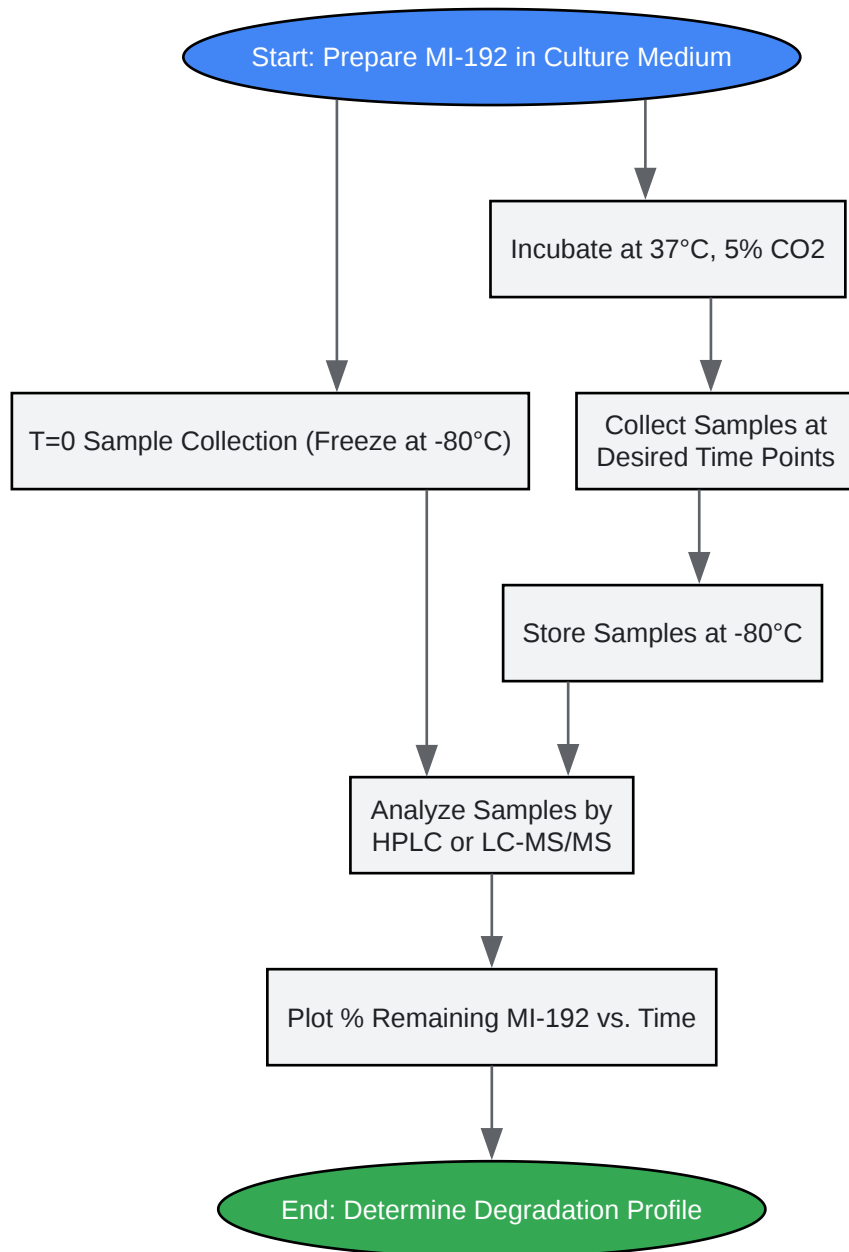 Start: Prepare MI-192 in Culture Medium
Incubate at 37°C, 5% CO2
T=0 Sample Collection (Freeze at -80°C)
Collect Samples at
Desired Time Points
Store Samples at -80°C
Analyze Samples by
HPLC or LC-MS/MS
Plot % Remaining MI-192 vs. Time
End: Determine Degradation Profile